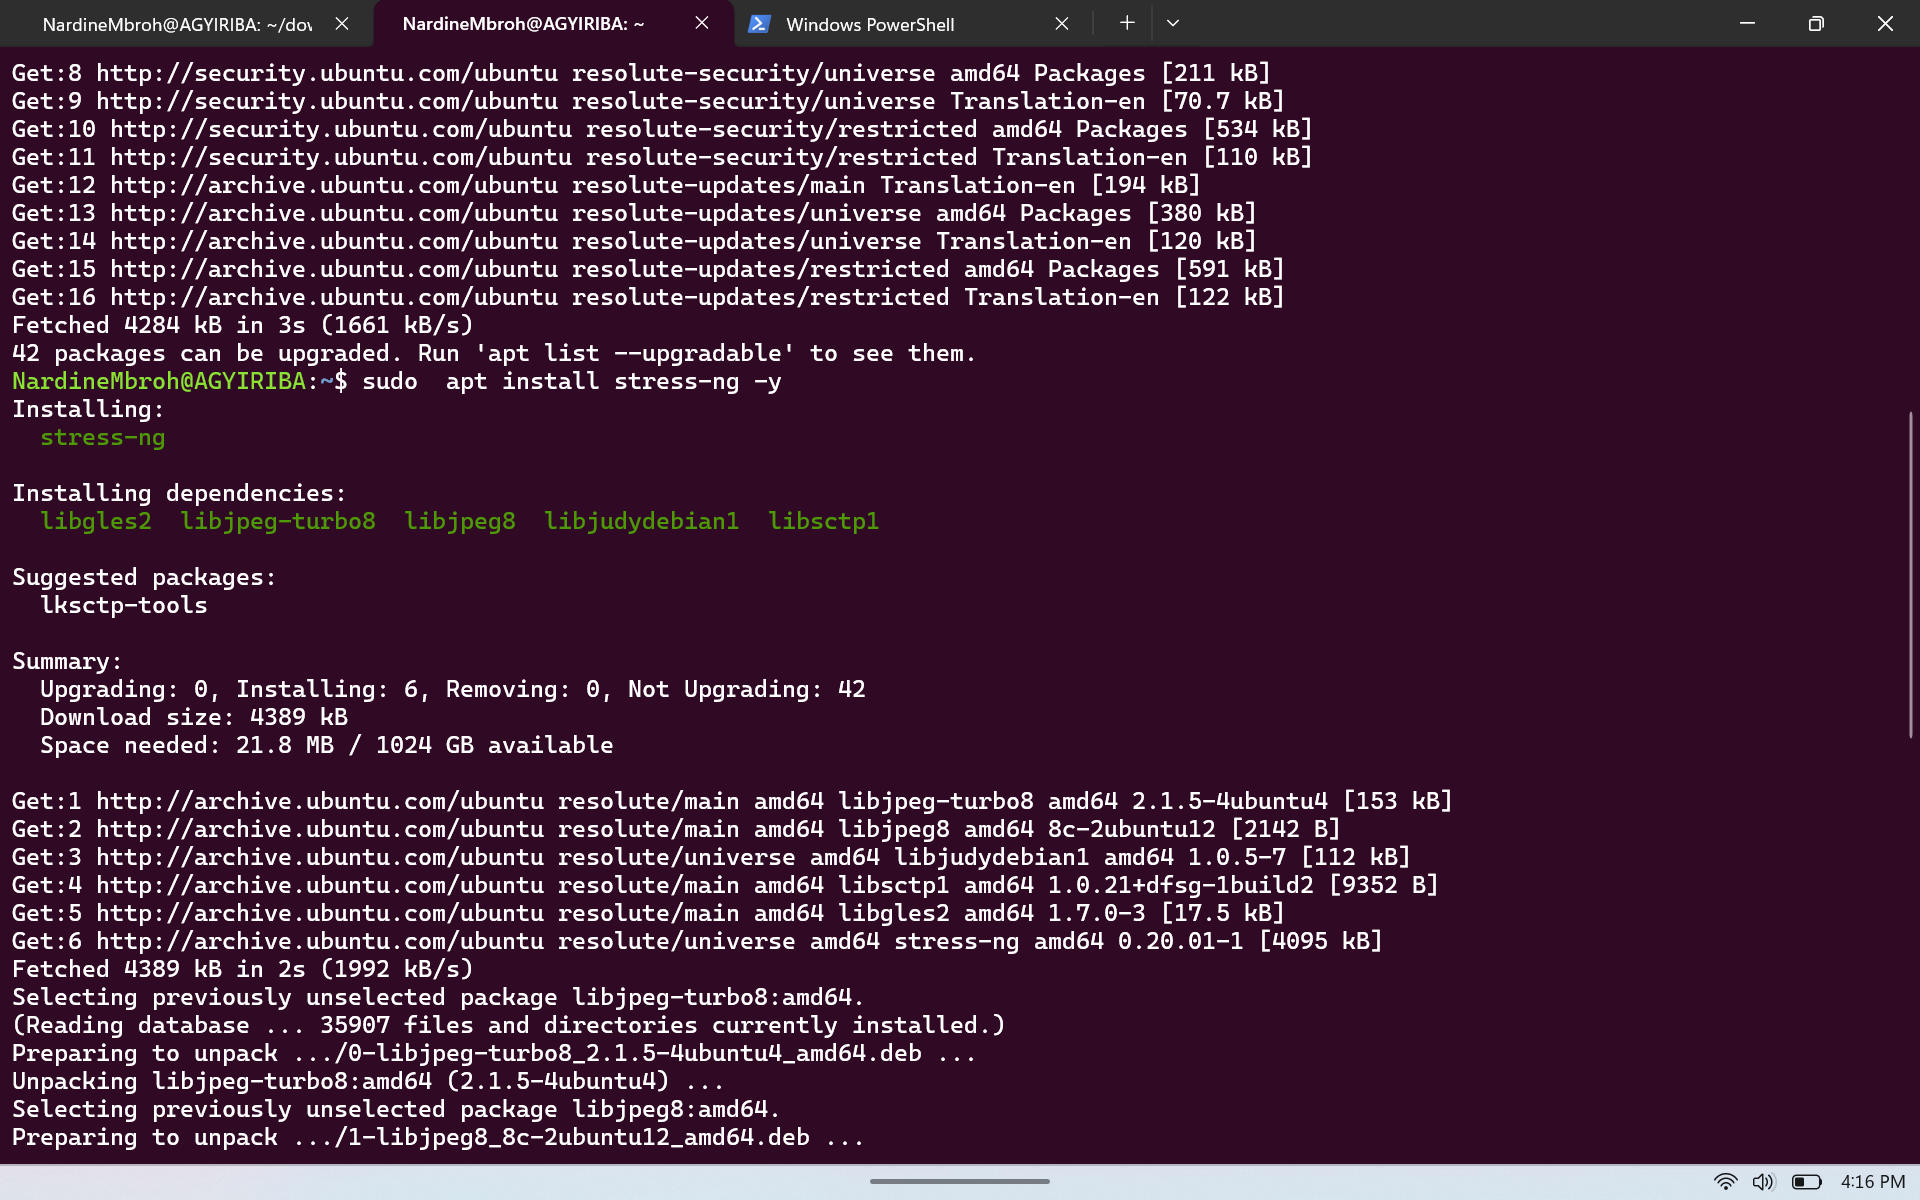 NardineMbroh@AGYIRIBA: ~/dov
NardineMbroh@AGYIRIBA: ~
Windows PowerShell
Get:8 http://security.ubuntu.com/ubuntu resolute-security/universe amd64 Packages [211 kB]
Get:9 http://security.ubuntu.com/ubuntu resolute-security/universe Translation-en [70.7 kB]
Get:10 http://security.ubuntu.com/ubuntu resolute-security/restricted amd64 Packages [534 kB]
Get:11 http://security.ubuntu.com/ubuntu resolute-security/restricted Translation-en [110 kB]
Get:12 http://archive.ubuntu.com/ubuntu resolute-updates/main Translation-en [194 kB]
Get:13 http://archive.ubuntu.com/ubuntu resolute-updates/universe amd64 Packages [380 kB]
Get:14 http://archive.ubuntu.com/ubuntu resolute-updates/universe Translation-en [120 kB]
Get:15 http://archive.ubuntu.com/ubuntu resolute-updates/restricted amd64 Packages [591 kB]
Get:16 http://archive.ubuntu.com/ubuntu resolute-updates/restricted Translation-en [122 kB]
Fetched 4284 kB in 3s (1661 kB/s)
42 packages can be upgraded. Run 'apt list --upgradable' to see them.
NardineMbroh@AGYIRIBA:~$ sudo  apt install stress-ng -y
Installing:
  stress-ng

Installing dependencies:
  libgles2  libjpeg-turbo8  libjpeg8  libjudydebian1  libsctp1

Suggested packages:
  lksctp-tools

Summary:
  Upgrading: 0, Installing: 6, Removing: 0, Not Upgrading: 42
  Download size: 4389 kB
  Space needed: 21.8 MB / 1024 GB available

Get:1 http://archive.ubuntu.com/ubuntu resolute/main amd64 libjpeg-turbo8 amd64 2.1.5-4ubuntu4 [153 kB]
Get:2 http://archive.ubuntu.com/ubuntu resolute/main amd64 libjpeg8 amd64 8c-2ubuntu12 [2142 B]
Get:3 http://archive.ubuntu.com/ubuntu resolute/universe amd64 libjudydebian1 amd64 1.0.5-7 [112 kB]
Get:4 http://archive.ubuntu.com/ubuntu resolute/main amd64 libsctp1 amd64 1.0.21+dfsg-1build2 [9352 B]
Get:5 http://archive.ubuntu.com/ubuntu resolute/main amd64 libgles2 amd64 1.7.0-3 [17.5 kB]
Get:6 http://archive.ubuntu.com/ubuntu resolute/universe amd64 stress-ng amd64 0.20.01-1 [4095 kB]
Fetched 4389 kB in 2s (1992 kB/s)
Selecting previously unselected package libjpeg-turbo8:amd64.
(Reading database ... 35907 files and directories currently installed.)
Preparing to unpack .../0-libjpeg-turbo8_2.1.5-4ubuntu4_amd64.deb ...
Unpacking libjpeg-turbo8:amd64 (2.1.5-4ubuntu4) ...
Selecting previously unselected package libjpeg8:amd64.
Preparing to unpack .../1-libjpeg8_8c-2ubuntu12_amd64.deb ...
4:16 PM